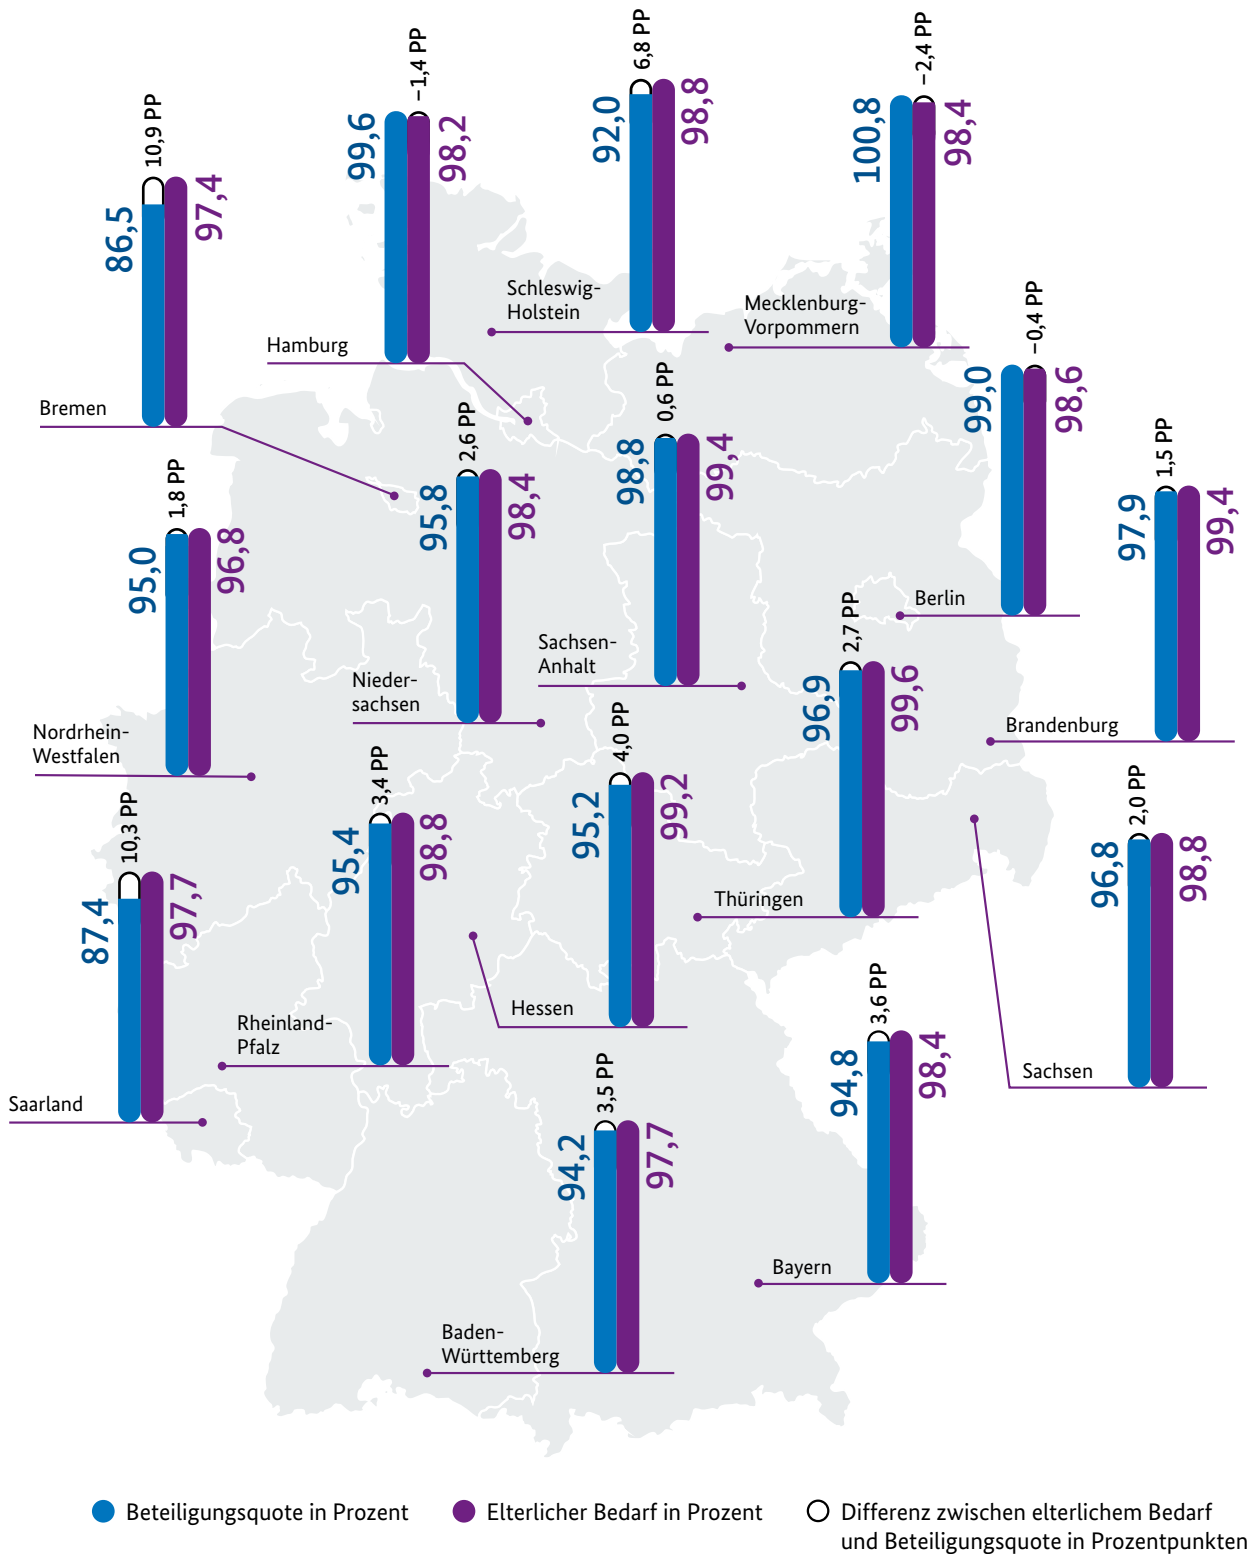 10,9 PP
86,5
97,4
Bremen
−1,4 PP
99,6
98,2
Hamburg
6,8 PP
92,0
98,8
Schleswig-
Holstein
−2,4 PP
100,8
98,4
Mecklenburg-
Vorpommern
−0,4 PP
99,0
98,6
Berlin
1,5 PP
97,9
99,4
Brandenburg
1,8 PP
95,0
96,8
Nordrhein-
Westfalen
2,6 PP
95,8
98,4
Nieder-
sachsen
0,6 PP
98,8
99,4
Sachsen-
Anhalt
2,7 PP
96,9
99,6
Thüringen
2,0 PP
96,8
98,8
Sachsen
10,3 PP
87,4
97,7
Saarland
3,4 PP
95,4
98,8
Rheinland-
Pfalz
4,0 PP
95,2
99,2
Hessen
3,5 PP
94,2
97,7
Baden-
Württemberg
3,6 PP
94,8
98,4
Bayern
Beteiligungsquote in Prozent
Elterlicher Bedarf in Prozent
Differenz zwischen elterlichem Bedarf
und Beteiligungsquote in Prozentpunkten